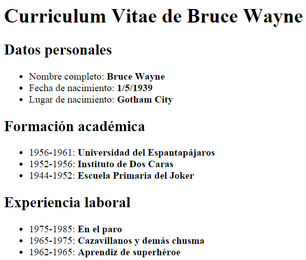 Curriculum Vitae de Bruce Wayne
Datos personales
Nombre completo: Bruce Wayne
Fecha de nacimiento: 1/5/1939
Lugar de nacimiento: Gotham City
Formación académica
1956-1961: Universidad del Espantapájaros
1952-1956: Instituto de Dos Caras
1944-1952: Escuela Primaria del Joker
Experiencia laboral
1975-1985: En el paro
1965-1975: Cazavillanos y demás chusma
1962-1965: Aprendiz de superhéroe